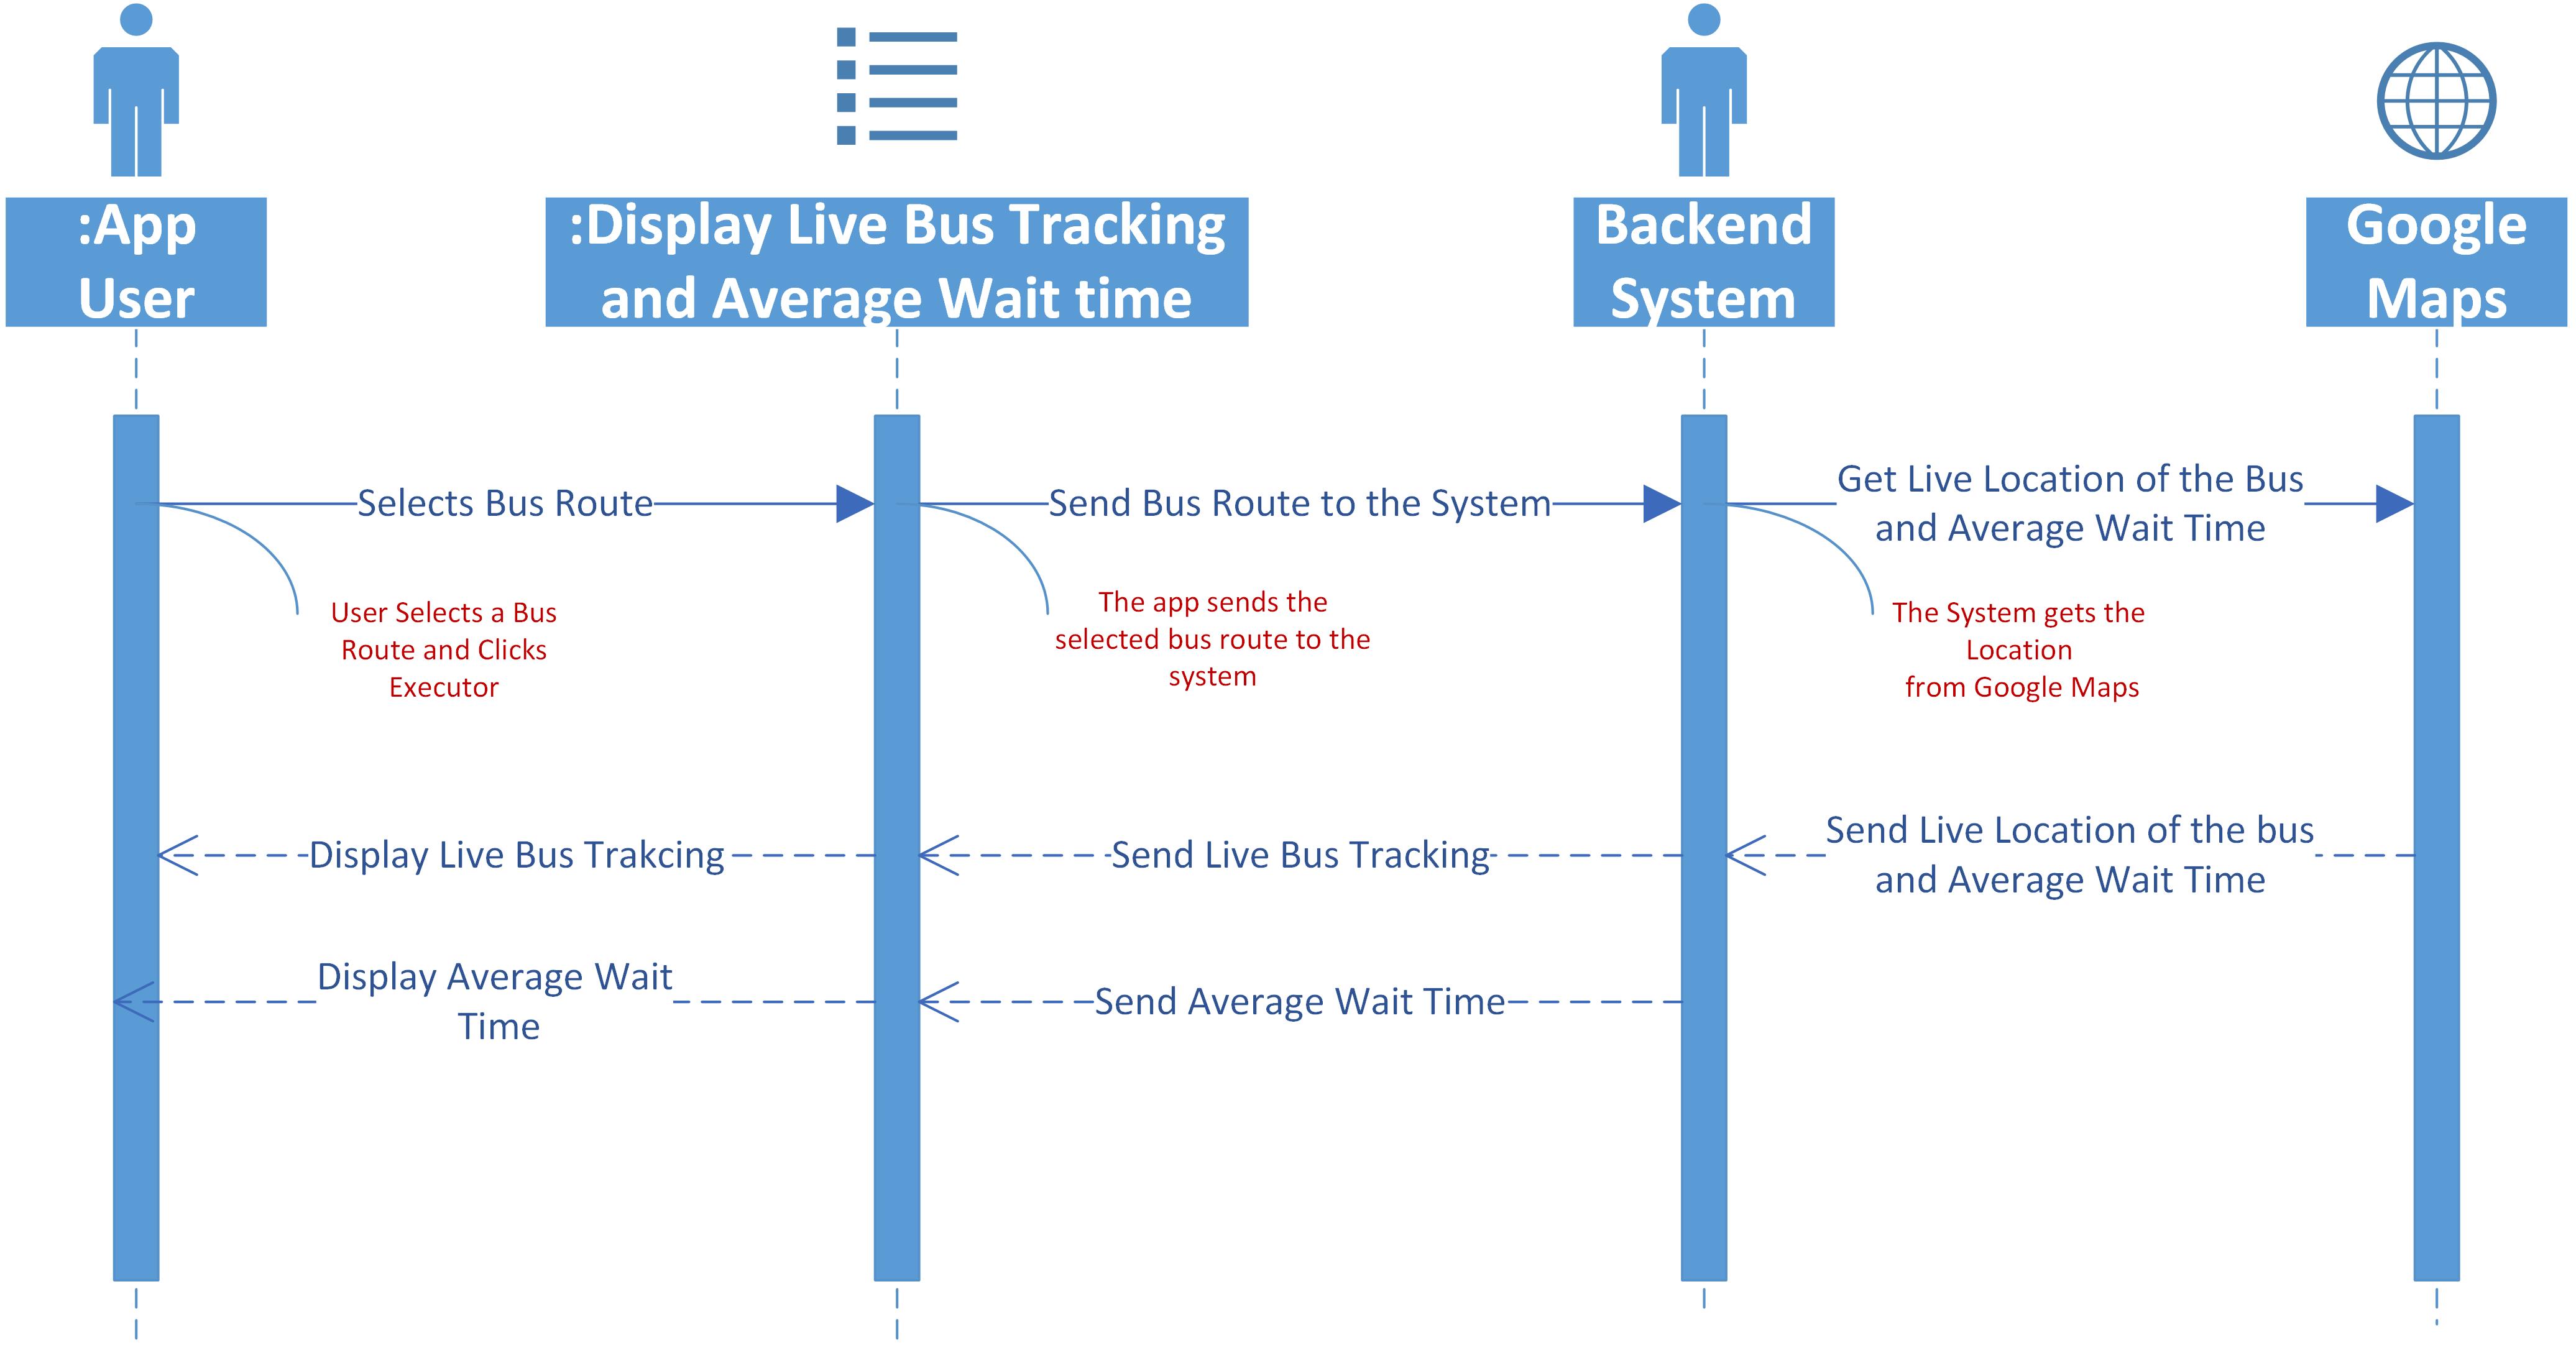 :App
User
:Display Live Bus Tracking
and Average Wait time
Backend
System
Google
Maps
Selects Bus Route
Send Bus Route to the System
Get Live Location of the Bus
and Average Wait Time
User Selects a Bus
Route and Clicks
Executor
The app sends the
selected bus route to the
system
The System gets the
Location
from Google Maps
Display Live Bus Trakcing
Send Live Bus Tracking
Send Live Location of the bus
and Average Wait Time
Display Average Wait
Time
Send Average Wait Time